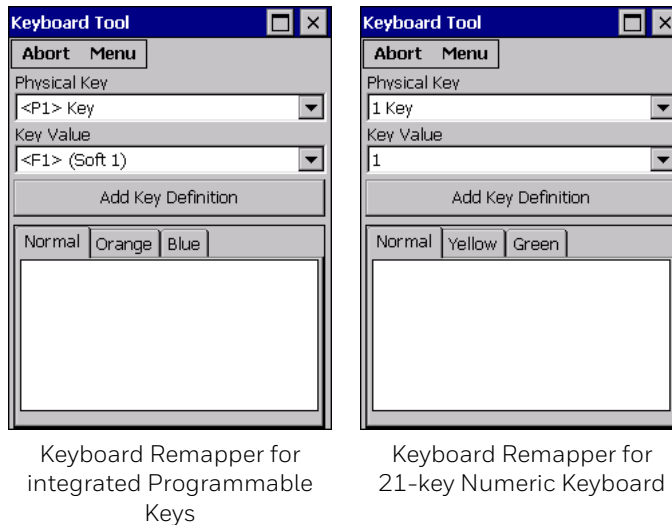 Keyboard Tool
Abort Menu
Physical Key
<P1> Key
Key Value
<F1> (Soft 1)
Add Key Definition
Normal Orange Blue
Keyboard Remapper for
integrated Programmable
Keys
Keyboard Tool
Abort Menu
Physical Key
1 Key
Key Value
1
Add Key Definition
Normal Yellow Green
Keyboard Remapper for
21-key Numeric Keyboard